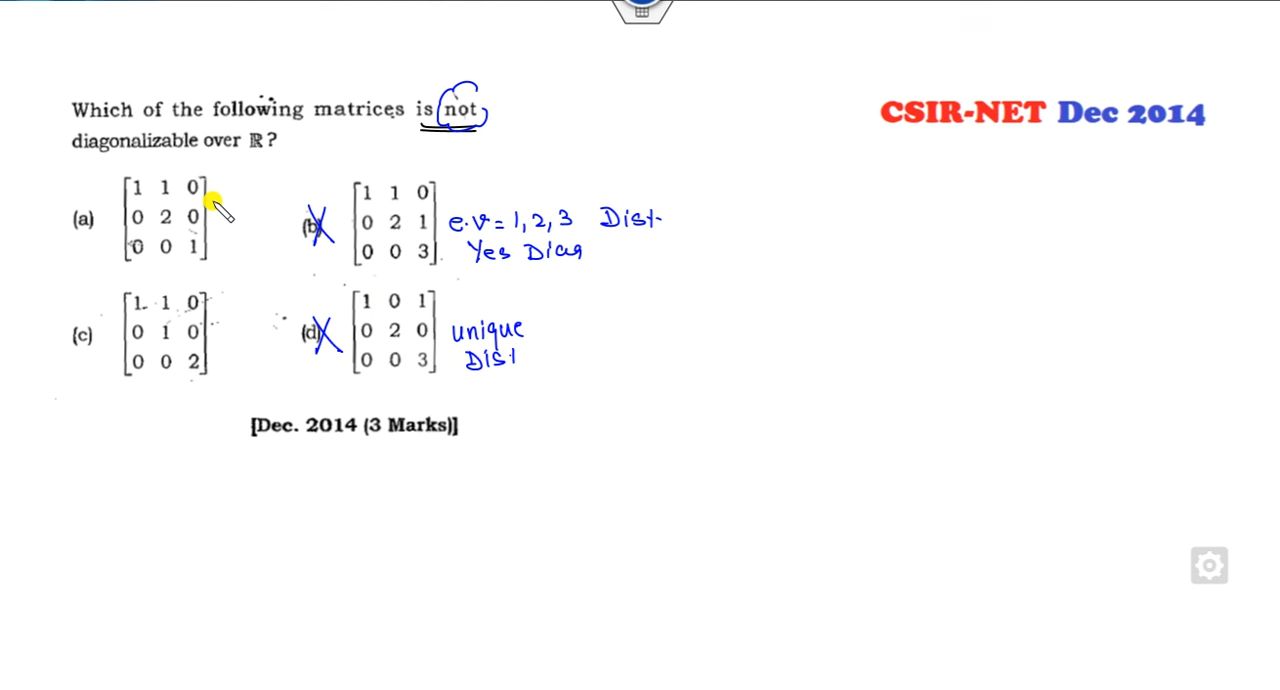 Which of the following matrices is not
CSIR-NET Dec 2014
diagonalizable over ℝ?
(a) [1 1 0
0 2 0
0 0 1]
(b) [1 1 0
0 2 1
0 0 3]
e.v = 1, 2, 3 Dist
Yes Diag
(c) [1 1 0
0 1 0
0 0 2]
(d) [1 0 1
0 2 0
0 0 3]
unique
Dist
[Dec. 2014 (3 Marks)]